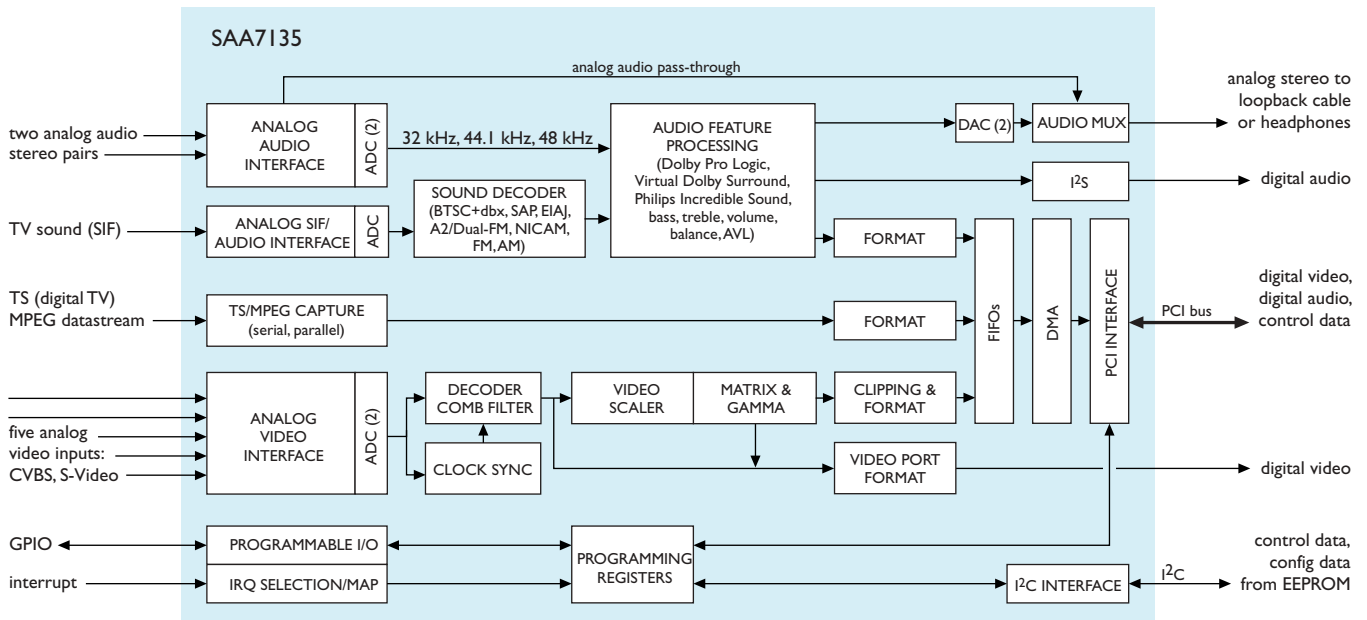 SAA7135
analog audio pass-through
two analog audio
stereo pairs
ANALOG
AUDIO
INTERFACE
ADC (2)
32 kHz, 44.1 kHz, 48 kHz
AUDIO FEATURE
PROCESSING
(Dolby Pro Logic,
Virtual Dolby Surround,
Philips Incredible Sound,
bass, treble, volume,
balance, AVL)
DAC (2)
AUDIO MUX
analog stereo to
loopback cable
or headphones
I²S
digital audio
TV sound (SIF)
ANALOG SIF/
AUDIO INTERFACE
ADC
SOUND DECODER
(BTSC+dbx, SAP, EIAJ,
A2/Dual-FM, NICAM,
FM, AM)
FORMAT
TS (digital TV)
MPEG datastream
TS/MPEG CAPTURE
(serial, parallel)
FORMAT
FIFOs
DMA
PCI INTERFACE
PCI bus
digital video,
digital audio,
control data
five analog
video inputs:
CVBS, S-Video
ANALOG
VIDEO
INTERFACE
ADC (2)
DECODER
COMB FILTER
CLOCK SYNC
VIDEO
SCALER
MATRIX &
GAMMA
CLIPPING &
FORMAT
VIDEO PORT
FORMAT
digital video
GPIO
PROGRAMMABLE I/O
interrupt
IRQ SELECTION/MAP
PROGRAMMING
REGISTERS
I²C INTERFACE
I²C
control data,
config data
from EEPROM